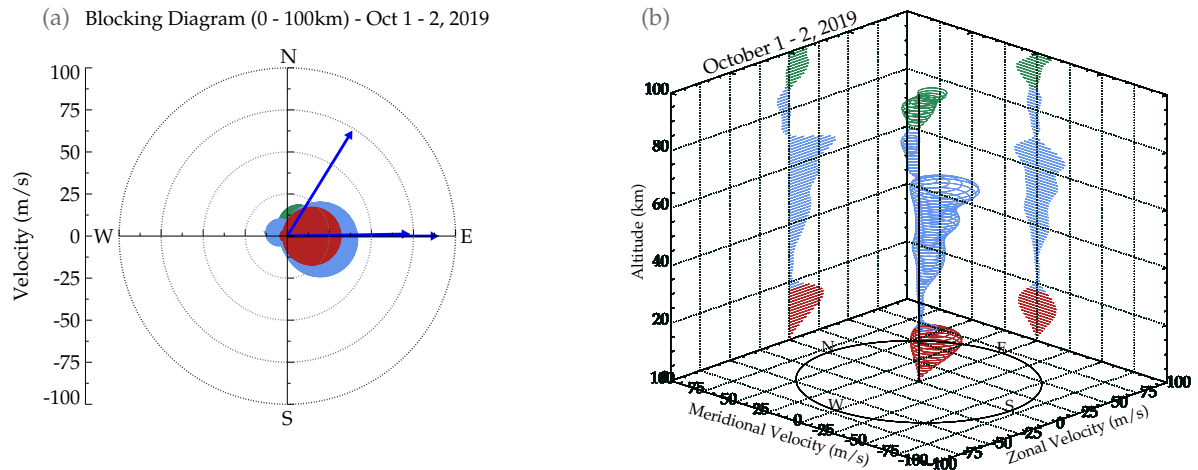 (a) Blocking Diagram (0 - 100km) - Oct 1 - 2, 2019
N
100
75
50
25
0
-25
-50
-75
-100
W
E
S
Velocity (m/s)
(b)
October 1 - 2, 2019
100
80
60
40
20
Altitude (km)
N
E
W
S
75
50
25
0
-25
-50
-75
-100
Meridional Velocity (m/s)
-100
-75
-50
-25
0
25
50
75
100
Zonal Velocity (m/s)